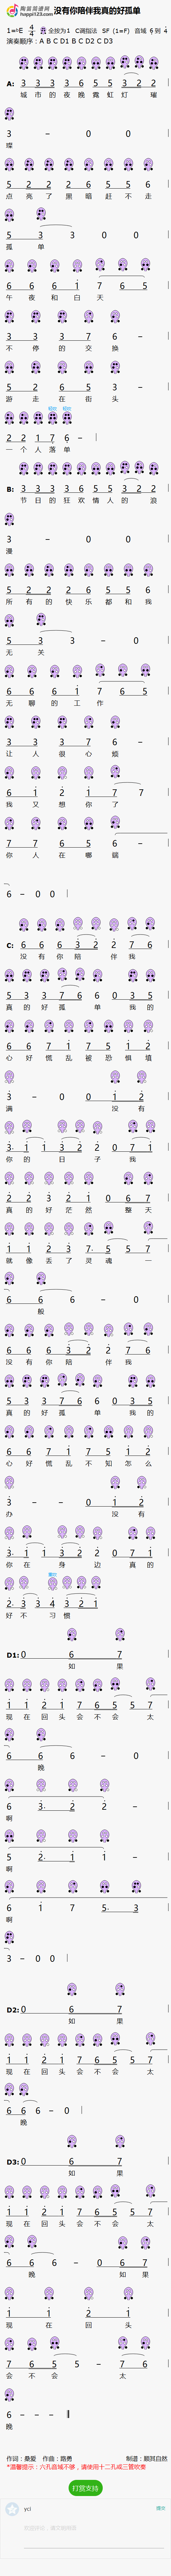 陶笛顶撞网
happi123.com
没有你陪伴我真的好孤单
1=♮E 4/4 全按为1 C调指法 SF (1=F) 音域 6 到 4
演奏顺序：A B C D1 B C D2 C D3
A: 3 3 3 3 6 5 5 3 2 2
城 市 的 夜 晚 霓 虹 灯 璀
3 - 0 0
璨
5 2 2 2 6 5 5 6
点 亮 了 黑 暗 赶 不 走
5 3 3 0 0
孤 单
6 6 6 1 7 6 5
午 夜 和 白 天
3 3 3 7 6 -
不 停 的 交 换
5 2 6 5 3 -
游 走 在 街 头
2 2 1 7 6 -
一 个 人 落 单
B: 3 3 3 3 6 5 5 3 2 2
节 日 的 狂 欢 情 人 的 浪
3 - 0 0
漫
5 2 2 2 6 5 5 6
所 有 的 快 乐 都 和 我
5 3 3 - 0
无 关
6 6 6 1 7 6 5
无 聊 的 工 作
3 3 3 7 6 -
让 人 很 心 烦
6 1 2 1 7 7
我 又 想 你 了
7 7 6 5 6 -
你 人 在 哪 端
6 - 0 0
C: 6 6 6 3 2 2 7 6
没 有 你 陪 伴 我
5 3 3 7 6 6 0 3 5
真 的 好 孤 单 我 的
6 6 7 1 7 5 1 2
心 好 慌 乱 被 恐 惧 填
3 - 0 0 1 2
满 没 有
3· 1 1 3 2 2 0 7 1
你 的 日 子 我
2 2 3 2 1 0 6 7
真 的 好 茫 然 整 天
1 1 2 3 7· 5 5 7
就 像 丢 了 灵 魂 一
6 6 6 - 0
般
6 6 6 3 2 2 7 6
没 有 你 陪 伴 我
5 3 3 7 6 6 0 3 5
真 的 好 孤 单 我 的
6 6 7 1 7 5 1 2
心 好 慌 乱 不 知 怎 么
3 - - 0 1 2
办 没 有
3· 1 1 3 2 2 0 7 1
你 在 身 边 真 的
2· 3 3 4 3 2 1
好 不 习 惯
D1: 0 6 7
如 果
1 1 2 1 7 6 5 5 7
现 在 回 头 会 不 会 太
6 6 6 - 0
晚
6 3· 2 2 -
啊
5 2· 1 1 -
啊
6 1 7 5· 3
啊
3 - 0 0
D2: 0 6 7
如 果
1 1 2 1 7 6 5 5 7
现 在 回 头 会 不 会 太
6 6 6 - 0
晚
D3: 0 6 7
如 果
1 1 2 1 7 6 5 5 7
现 在 回 头 会 不 会 太
6 6 6 - 0 6 7
晚 如 果
1 1 2 1
现 在 回 头
7 6 5 5 - 7 6
会 不 会 太
6 - - -
晚
作词：桑爱 作曲：路勇 制谱：顺其自然
*温馨提示：六孔音域不够，请使用十二孔或三管吹奏
打赏支持
ycl